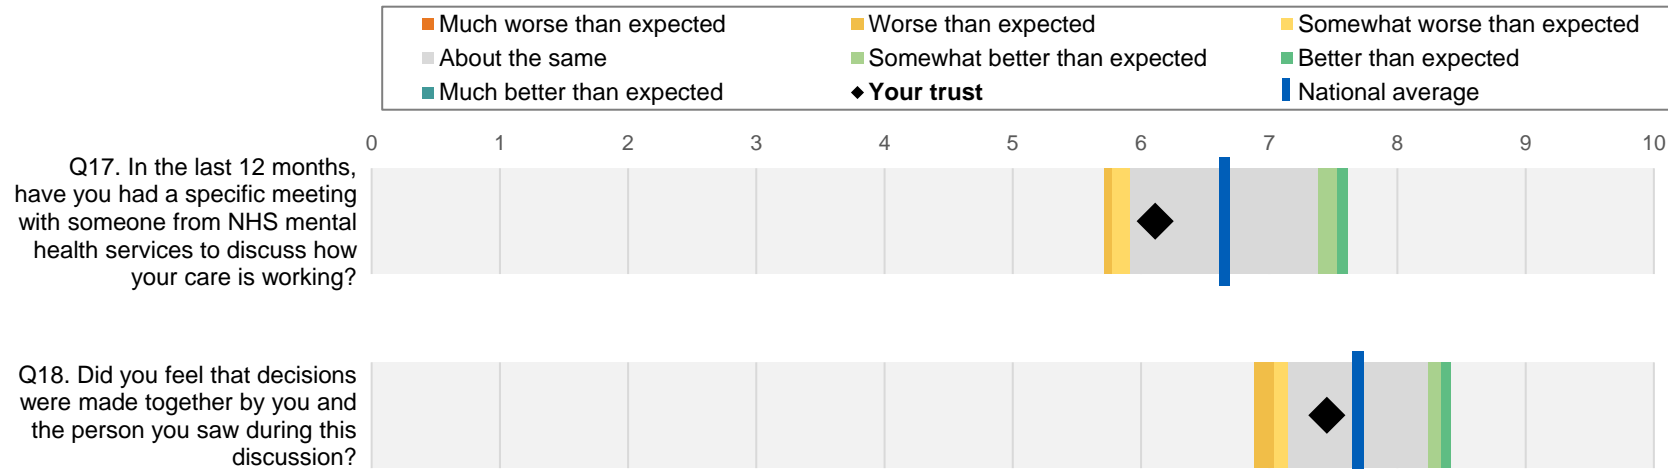 Much worse than expected
Worse than expected
Somewhat worse than expected
About the same
Somewhat better than expected
Better than expected
Much better than expected
Your trust
National average
0 1 2 3 4 5 6 7 8 9 10
Q17. In the last 12 months,
have you had a specific meeting
with someone from NHS mental
health services to discuss how
your care is working?
Q18. Did you feel that decisions
were made together by you and
the person you saw during this
discussion?